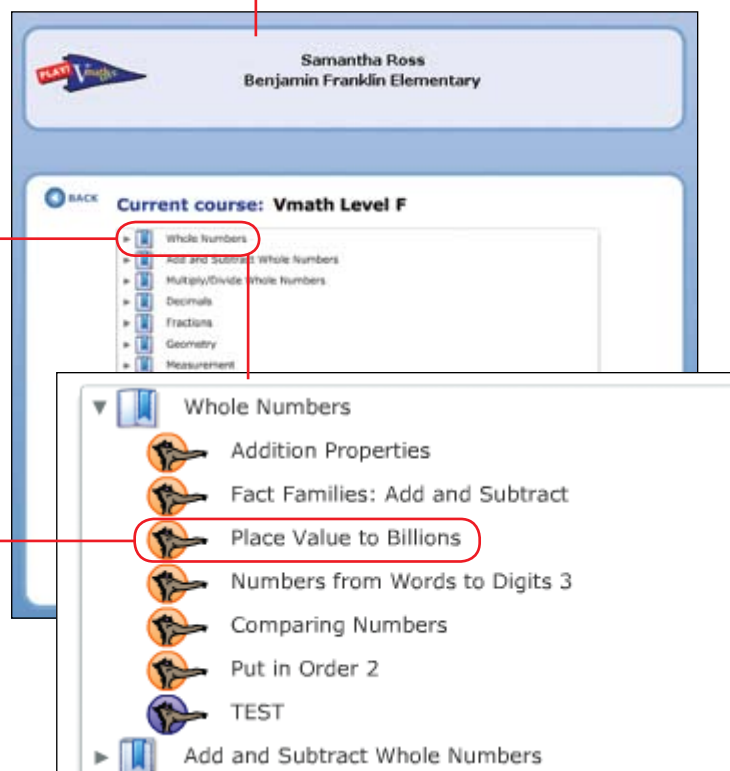 PLAY! Vmath
Samantha Ross
Benjamin Franklin Elementary
BACK
Current course: Vmath Level F
Whole Numbers
Add and Subtract Whole Numbers
Multiply/Divide Whole Numbers
Decimals
Fractions
Geometry
Measurement
Whole Numbers
Addition Properties
Fact Families: Add and Subtract
Place Value to Billions
Numbers from Words to Digits 3
Comparing Numbers
Put in Order 2
TEST
Add and Subtract Whole Numbers